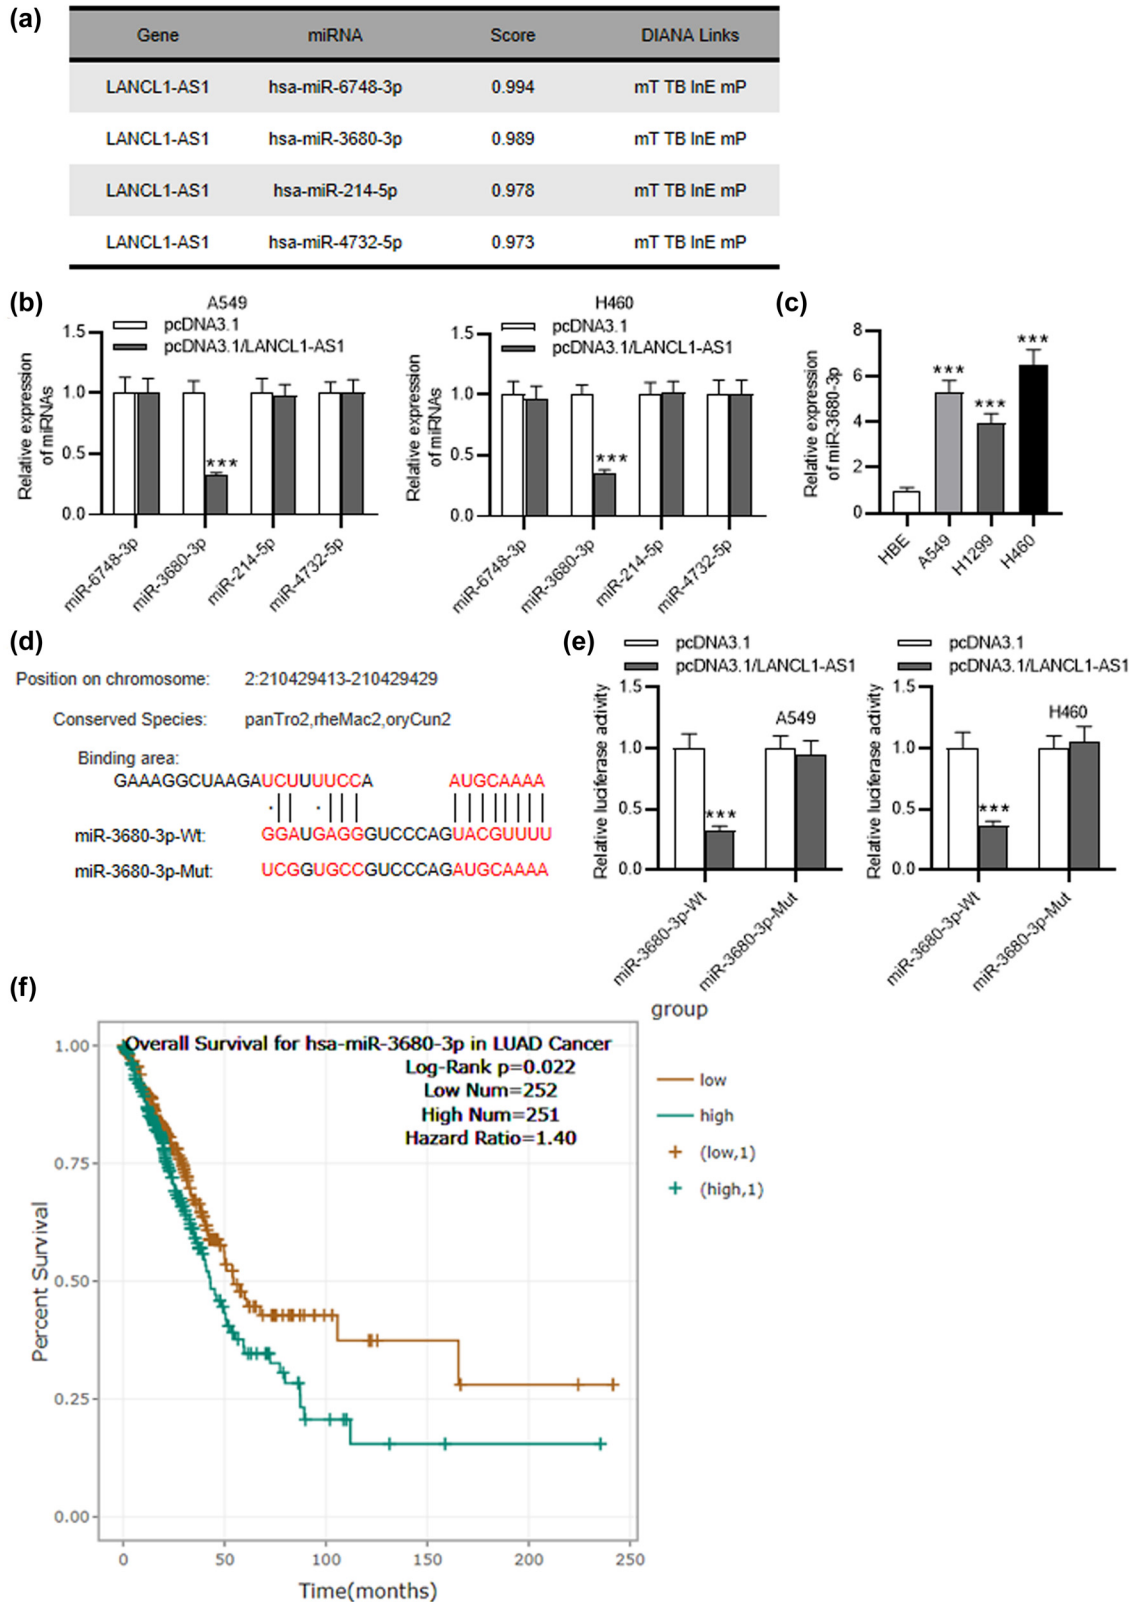 (a)
Gene miRNA Score DIANA Links
LANCL1-AS1 hsa-miR-6748-3p 0.994 mT TB InE mP
LANCL1-AS1 hsa-miR-3680-3p 0.989 mT TB InE mP
LANCL1-AS1 hsa-miR-214-5p 0.978 mT TB InE mP
LANCL1-AS1 hsa-miR-4732-5p 0.973 mT TB InE mP
(b)
A549
pcDNA3.1
pcDNA3.1/LANCL1-AS1
Relative expression
of miRNAs
1.5
1.0
0.5
0.0
***
miR-6748-3p
miR-3680-3p
miR-214-5p
miR-4732-5p
H460
pcDNA3.1
pcDNA3.1/LANCL1-AS1
Relative expression
of miRNAs
1.5
1.0
0.5
0.0
***
miR-6748-3p
miR-3680-3p
miR-214-5p
miR-4732-5p
(c)
Relative expression
of miR-3680-3p
8
6
4
2
0
***
***
***
HBE
A549
H1299
H460
(d)
Position on chromosome: 2:210429413-210429429
Conserved Species: panTro2,rheMac2,oryCun2
Binding area:
GAAAGGCUAAGAUCUUUUCCA AUGCAAAA
miR-3680-3p-Wt: GGAUGAGGGUCCCAGUACGUUUU
miR-3680-3p-Mut: UCGGUGCCGUCCCAGAUGCAAAA
(e)
pcDNA3.1
pcDNA3.1/LANCL1-AS1
A549
Relative luciferase activity
1.5
1.0
0.5
0.0
***
miR-3680-3p-Wt
miR-3680-3p-Mut
pcDNA3.1
pcDNA3.1/LANCL1-AS1
H460
Relative luciferase activity
1.5
1.0
0.5
0.0
***
miR-3680-3p-Wt
miR-3680-3p-Mut
(f)
Overall Survival for hsa-miR-3680-3p in LUAD Cancer
Log-Rank p=0.022
Low Num=252
High Num=251
Hazard Ratio=1.40
group
low
high
(low,1)
(high,1)
Percent Survival
1.00
0.75
0.50
0.25
0.00
0 50 100 150 200 250
Time(months)